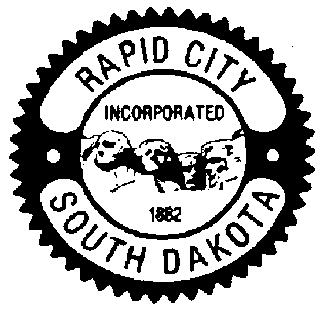 RAPID CITY
INCORPORATED
1882
SOUTH DAKOTA